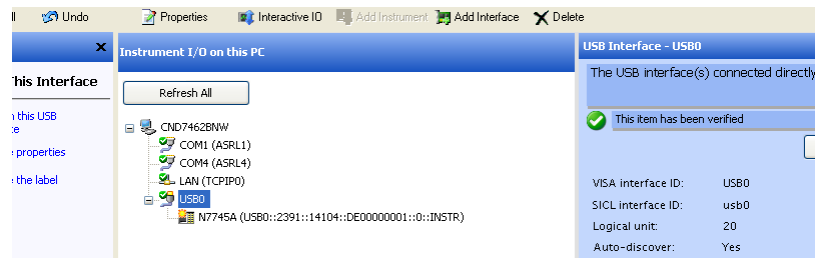 Undo
Properties
Interactive IO
Add Instrument
Add Interface
Delete
This Interface
this USB
properties
the label
Instrument I/O on this PC
Refresh All
CND7462BNW
COM1 (ASRL1)
COM4 (ASRL4)
LAN (TCPIP0)
USB0
N7745A (USB0::2391::14104::DE00000001::0::INSTR)
USB Interface - USB0
The USB interface(s) connected directly
This item has been verified
VISA interface ID: USB0
SICL interface ID: usb0
Logical unit: 20
Auto-discover: Yes